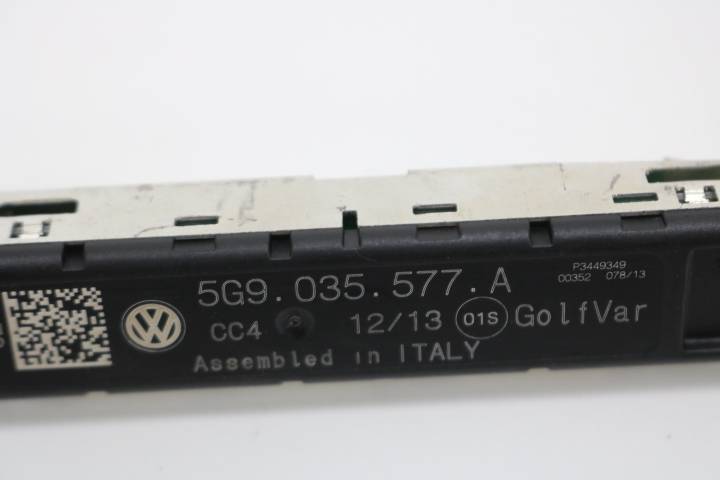 5G9.035.577.A
P3449349
00352 078/13
CC4 12/13 01S GolfVar
Assembled in ITALY